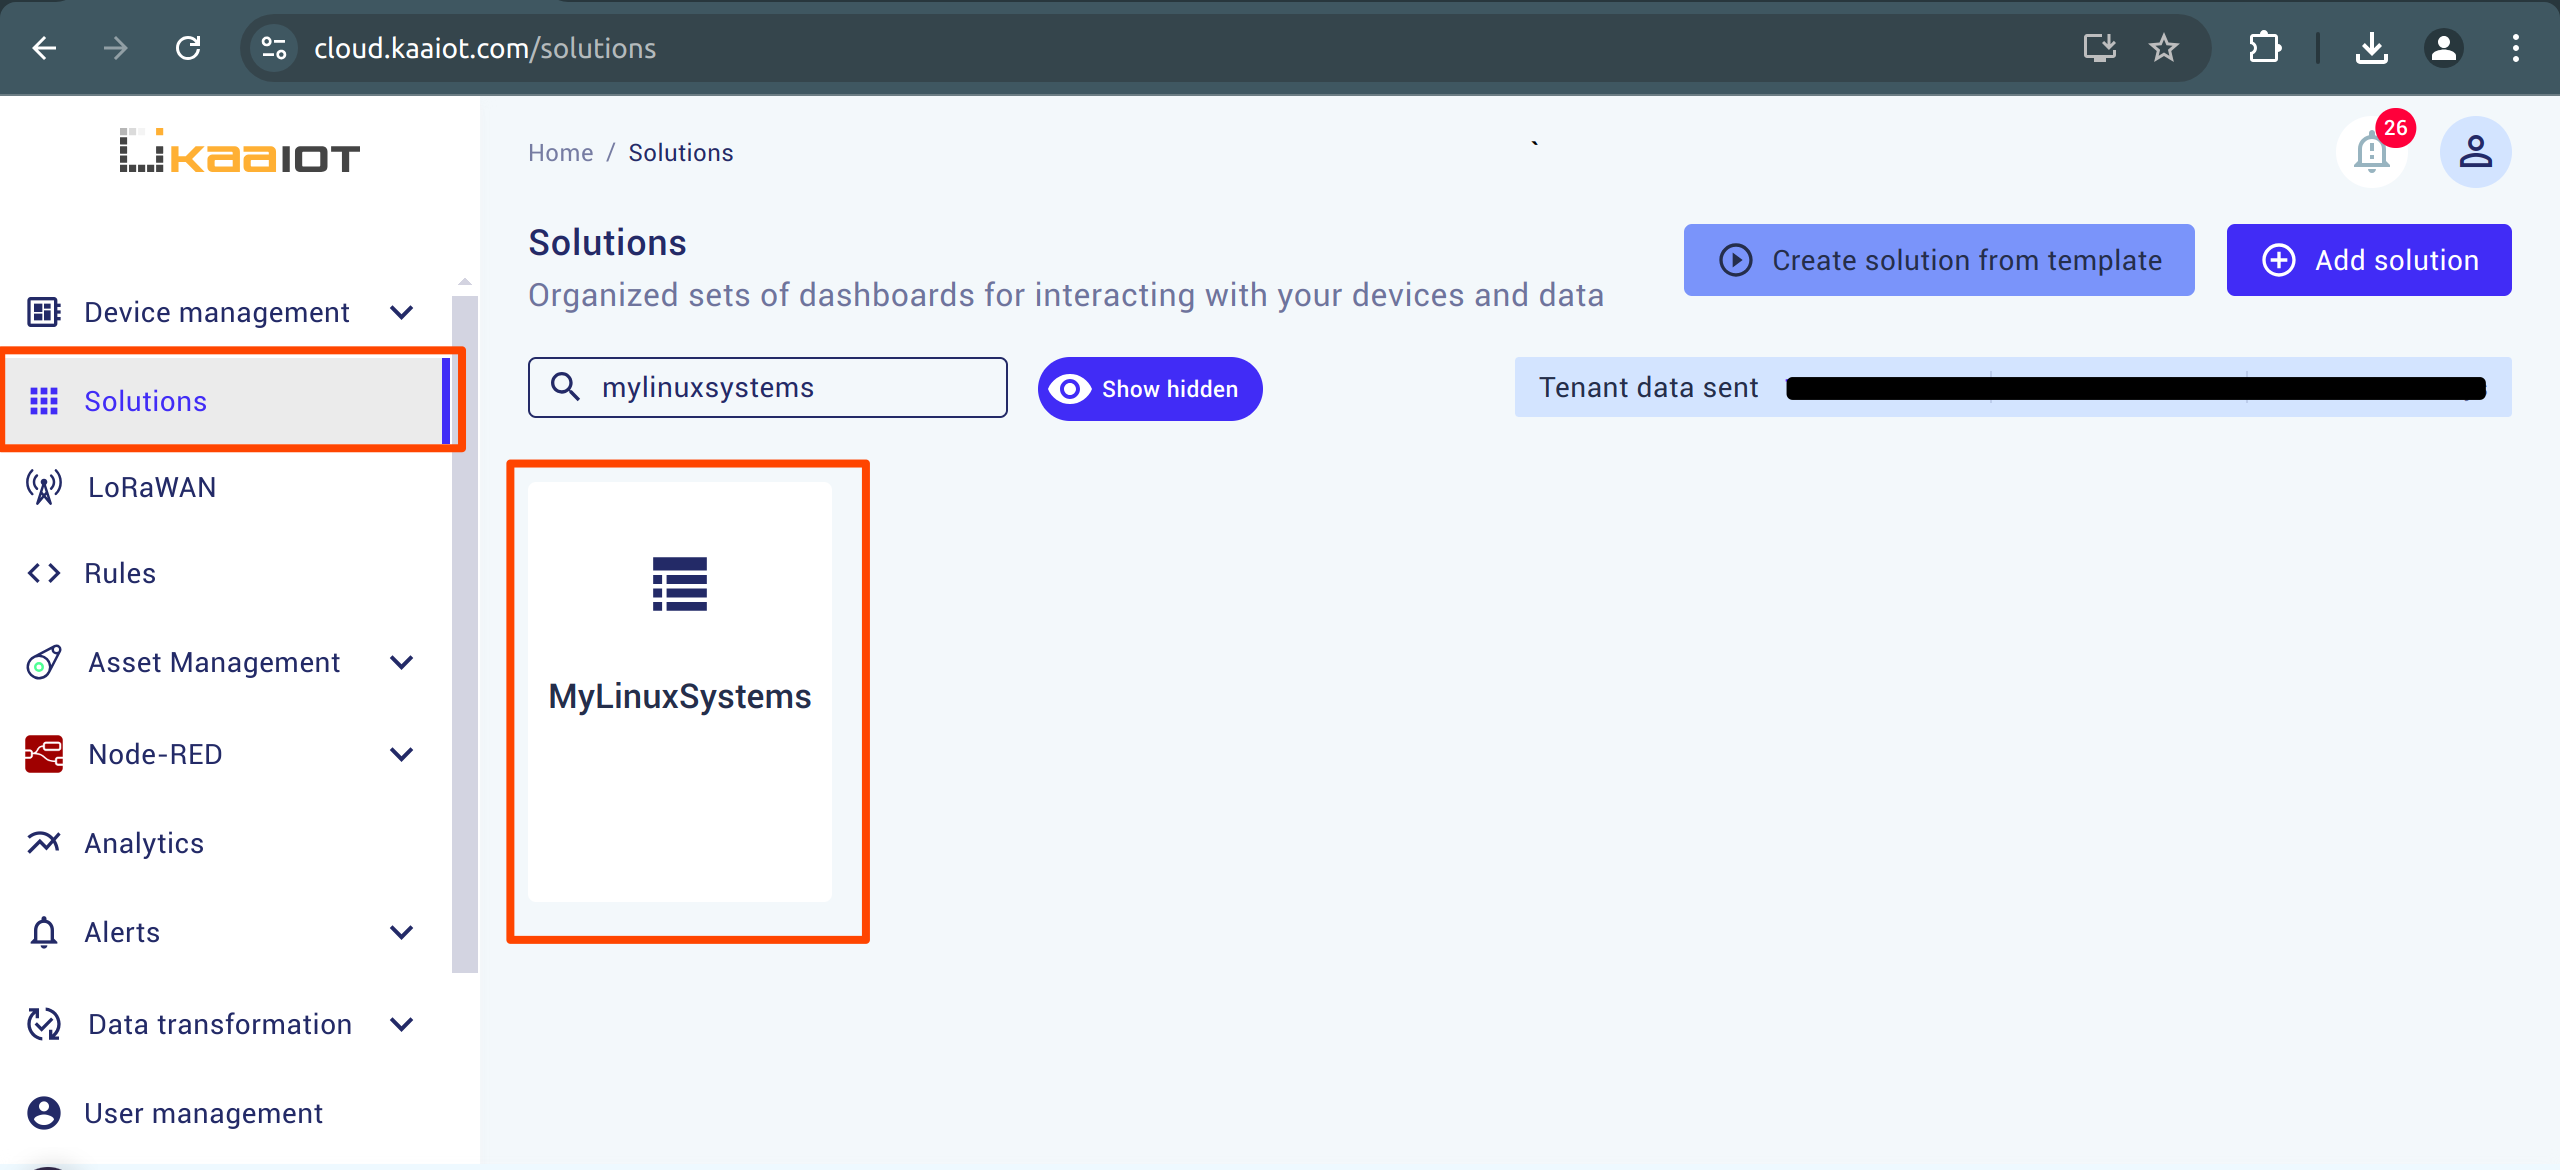 cloud.kaaiot.com/solutions
kaaIOT
Home / Solutions
26
Solutions
Organized sets of dashboards for interacting with your devices and data
Create solution from template
Add solution
mylinuxsystems
Show hidden
Tenant data sent
Device management
Solutions
LoRaWAN
Rules
Asset Management
Node-RED
Analytics
Alerts
Data transformation
User management
MyLinuxSystems